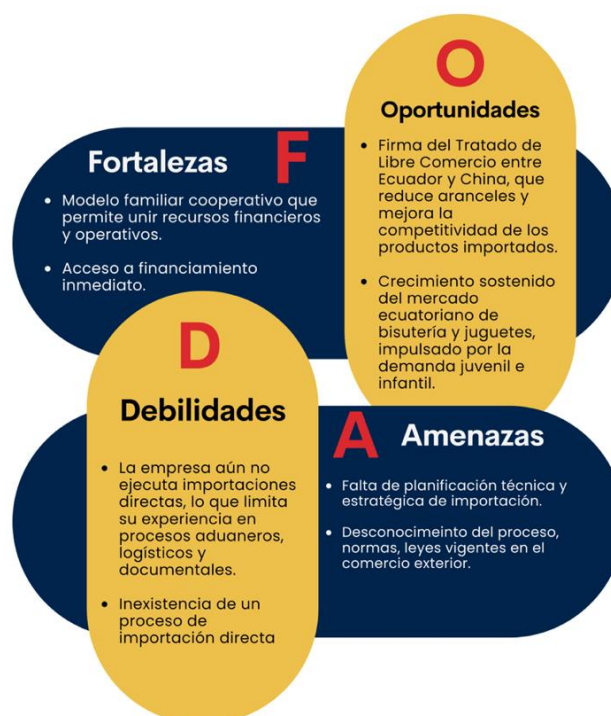 F
Fortalezas
• Modelo familiar cooperativo que
permite unir recursos financieros
y operativos.
• Acceso a financiamiento
inmediato.
O
Oportunidades
• Firma del Tratado de
Libre Comercio entre
Ecuador y China, que
reduce aranceles y
mejora la
competitividad de los
productos importados.
• Crecimiento sostenido
del mercado
ecuatoriano de
bisutería y juguetes,
impulsado por la
demanda juvenil e
infantil.
D
Debilidades
• La empresa aún no
ejecuta importaciones
directas, lo que limita
su experiencia en
procesos aduaneros,
logísticos y
documentales.
• Inexistencia de un
proceso de
importación directa
A
Amenazas
• Falta de planificación técnica y
estratégica de importación.
• Desconocimeinto del proceso,
normas, leyes vigentes en el
comercio exterior.